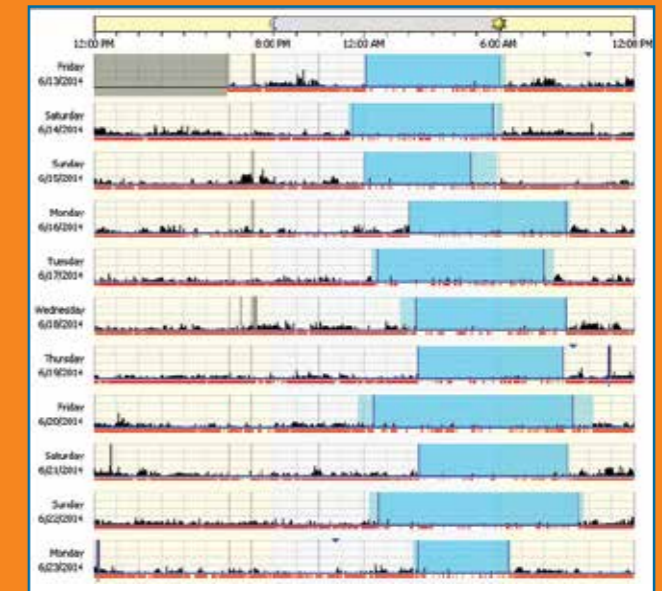 12:00 PM 8:00 PM 12:00 AM 6:00 AM 12:00 PM
Friday
6/13/2014
Saturday
6/14/2014
Sunday
6/15/2014
Monday
6/16/2014
Tuesday
6/17/2014
Wednesday
6/18/2014
Thursday
6/19/2014
Friday
6/20/2014
Saturday
6/21/2014
Sunday
6/22/2014
Monday
6/23/2014